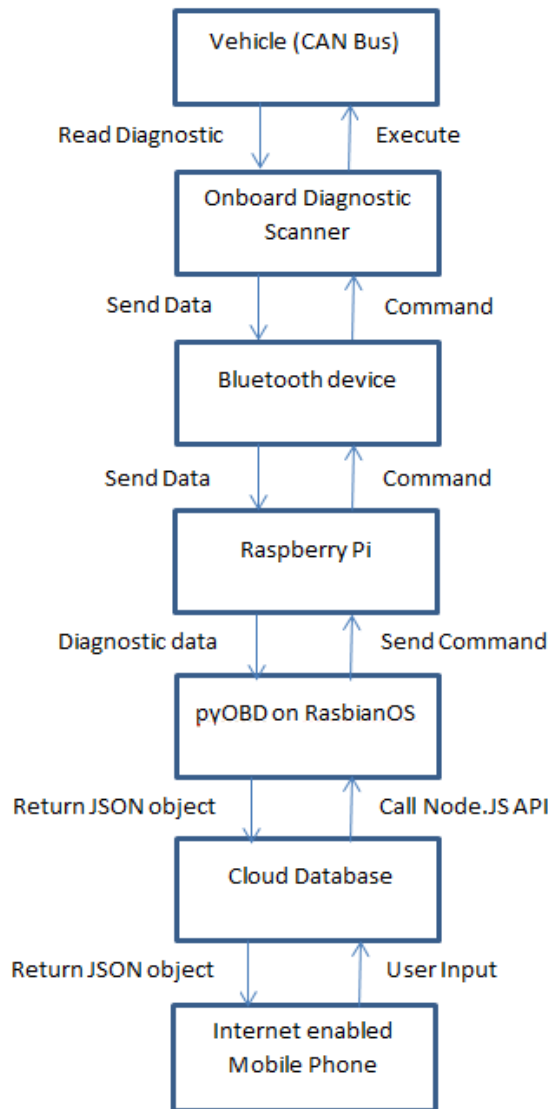 Vehicle (CAN Bus)
Read Diagnostic
Execute
Onboard Diagnostic
Scanner
Send Data
Command
Bluetooth device
Send Data
Command
Raspberry Pi
Diagnostic data
Send Command
pyOBD on RasbianOS
Return JSON object
Call Node.JS API
Cloud Database
Return JSON object
User Input
Internet enabled
Mobile Phone